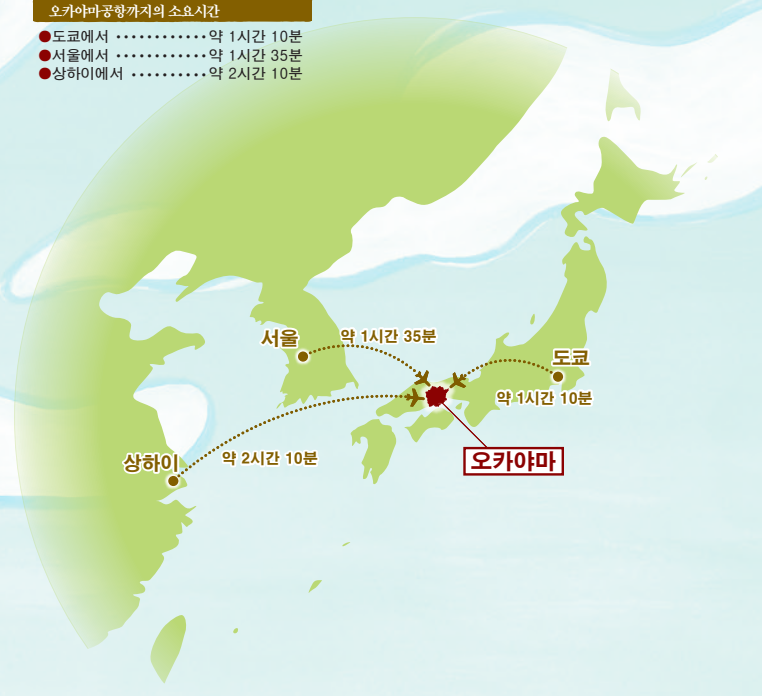 오카야마공항까지의 소요시간
●도쿄에서 ············약 1시간 10분
●서울에서 ············약 1시간 35분
●상하이에서 ··········약 2시간 10분
서울
약 1시간 35분
도쿄
약 1시간 10분
상하이
약 2시간 10분
오카야마